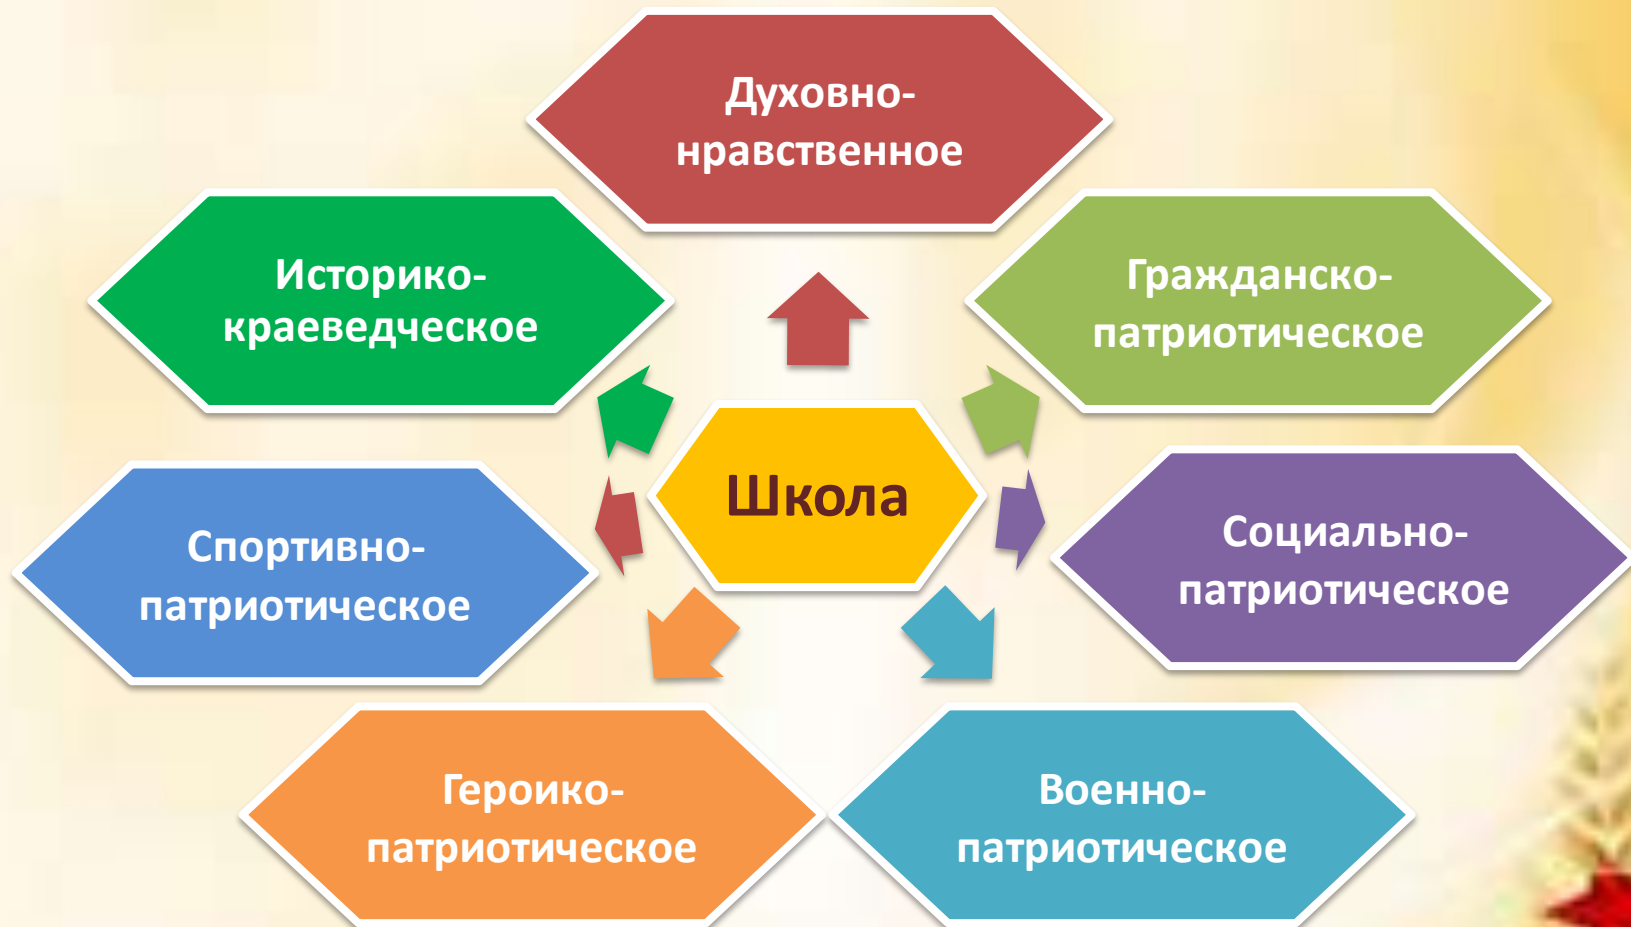 Духовно-
нравственное
Историко-
краеведческое
Гражданско-
патриотическое
Школа
Спортивно-
патриотическое
Социально-
патриотическое
Героико-
патриотическое
Военно-
патриотическое